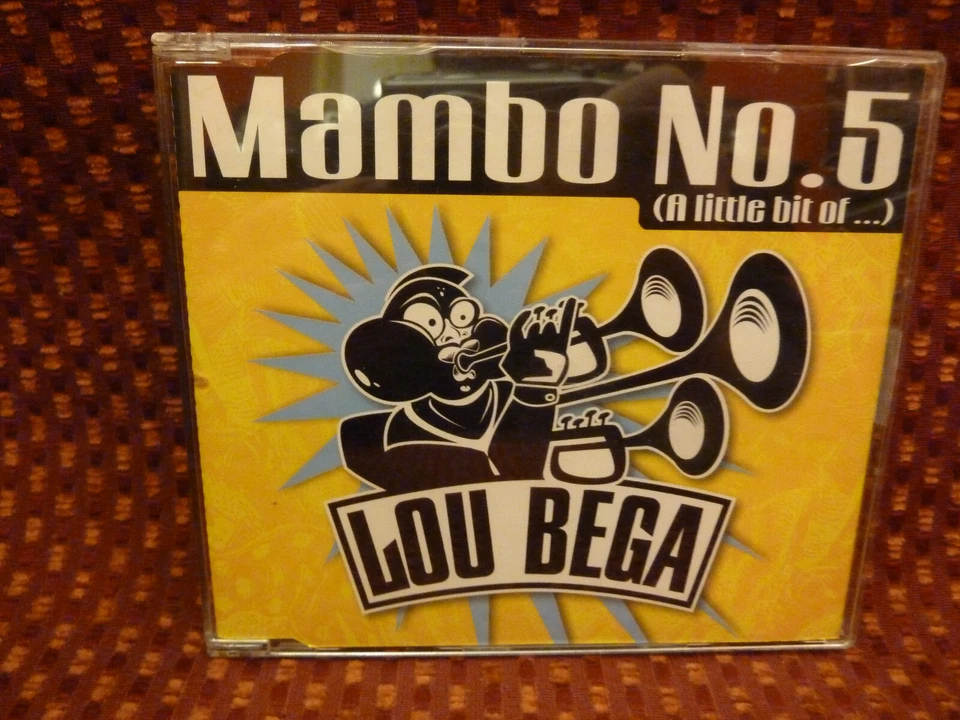 Mambo No.5
(A little bit of ...)
LOU BEGA